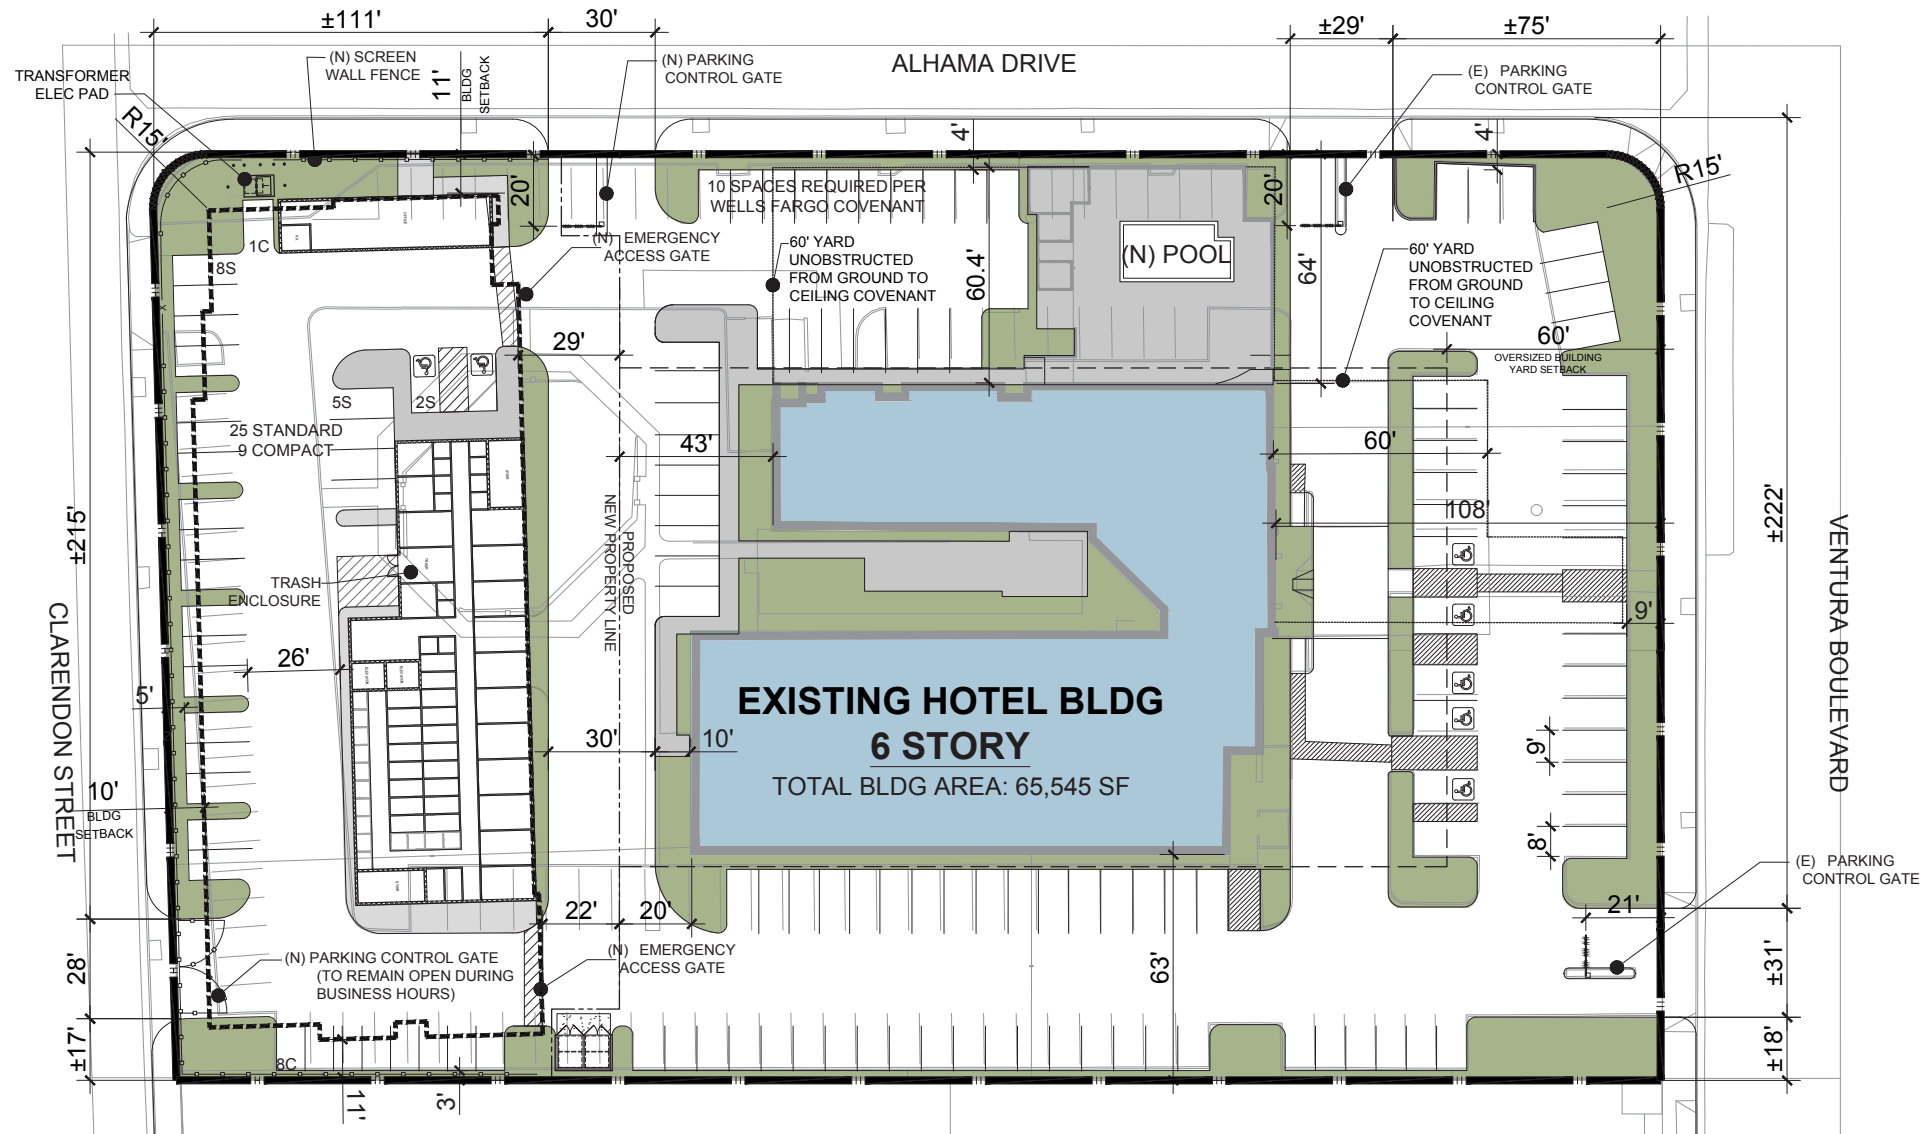 ±111'
30'
±29'
±75'
ALHAMA DRIVE
(N) SCREEN
WALL FENCE
TRANSFORMER
ELEC PAD
11'
BLDG
SETBACK
(N) PARKING
CONTROL GATE
(E) PARKING
CONTROL GATE
R15'
4'
4'
R15'
20'
10 SPACES REQUIRED PER
WELLS FARGO COVENANT
20'
1C
18S
(N) EMERGENCY
ACCESS GATE
60' YARD
UNOBSTRUCTED
FROM GROUND TO
CEILING COVENANT
60.4'
(N) POOL
64'
60' YARD
UNOBSTRUCTED
FROM GROUND
TO CEILING
COVENANT
60'
OVERSIZED BUILDING
YARD SETBACK
29'
5S
2S
25 STANDARD
9 COMPACT
43'
60'
±215'
108'
±222'
NEW PROPERTY LINE
PROPOSED
TRASH
ENCLOSURE
CLARENDON STREET
VENTURA BOULEVARD
9'
26'
5'
EXISTING HOTEL BLDG
6 STORY
TOTAL BLDG AREA: 65,545 SF
30'
10'
9'
10'
BLDG
SETBACK
8'
(E) PARKING
CONTROL GATE
22'
20'
21'
28'
(N) PARKING CONTROL GATE
(TO REMAIN OPEN DURING
BUSINESS HOURS)
(N) EMERGENCY
ACCESS GATE
63'
±31'
±17'
8C
±18'
11'
3'